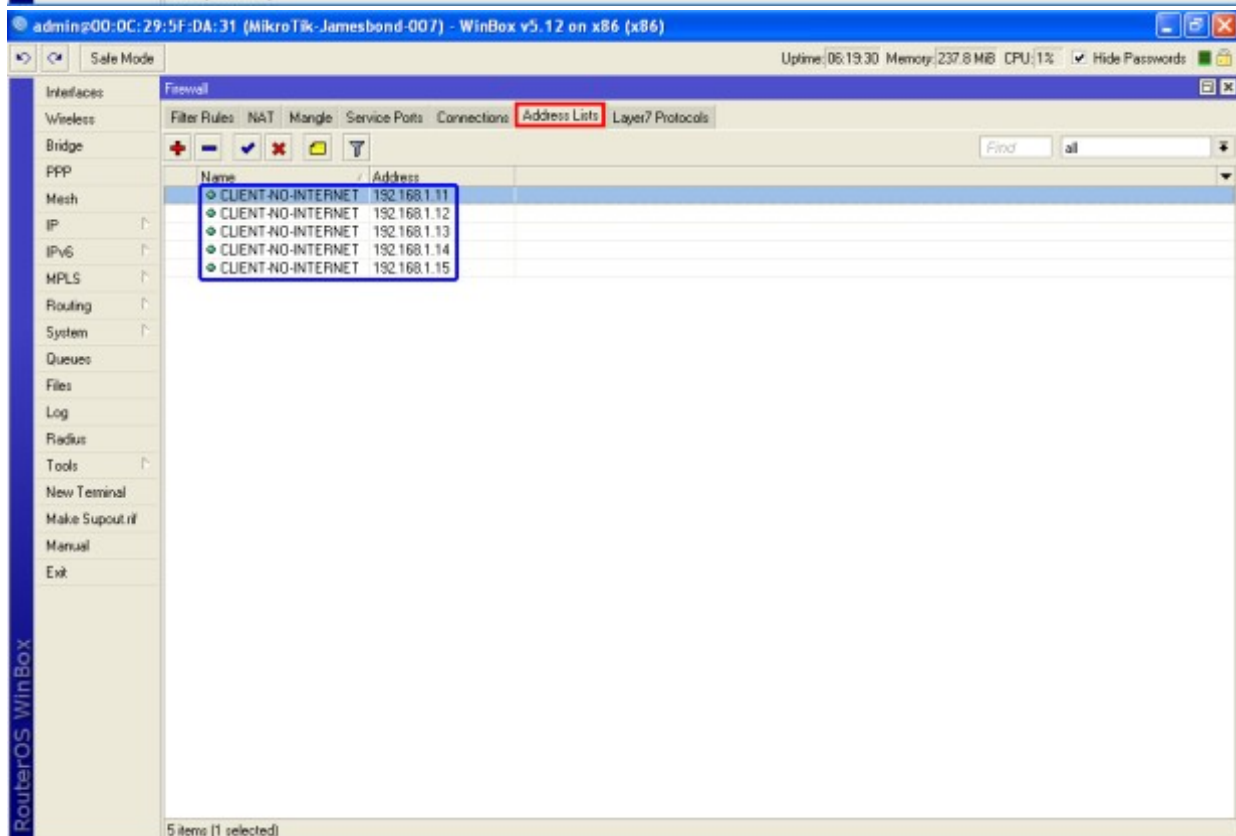 admin@00:0C:29:5F:DA:31 (MikroTik-Jamesbond-007) - WinBox v5.12 on x86 (x86)
Safe Mode Uptime: 06:19:30 Memory: 237.8 MiB CPU: 1% Hide Passwords
Interfaces
Wireless
Bridge
PPP
Mesh
IP
IPv6
MPLS
Routing
System
Queues
Files
Log
Radius
Tools
New Terminal
Make Supout.rif
Manual
Exit
RouterOS WinBox
Firewall
Filter Rules NAT Mangle Service Ports Connections Address Lists Layer7 Protocols
Find all
Name Address
CLIENT-NO-INTERNET 192.168.1.11
CLIENT-NO-INTERNET 192.168.1.12
CLIENT-NO-INTERNET 192.168.1.13
CLIENT-NO-INTERNET 192.168.1.14
CLIENT-NO-INTERNET 192.168.1.15
5 items (1 selected)